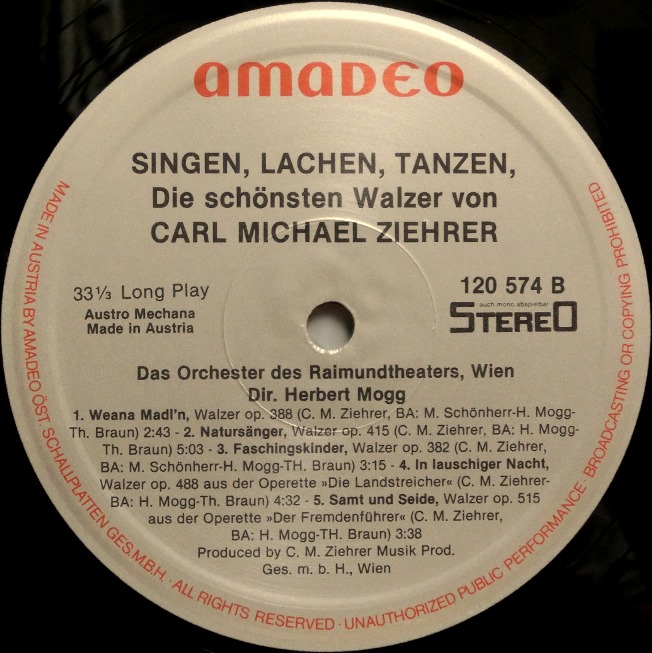 amadeo
SINGEN, LACHEN, TANZEN,
Die schönsten Walzer von
CARL MICHAEL ZIEHRER
33⅓ Long Play
Austro Mechana
Made in Austria
120 574 B
auch mono abspielbar
STEREO
Das Orchester des Raimundtheaters, Wien
Dir. Herbert Mogg
1. Weana Madl'n, Walzer op. 388 (C. M. Ziehrer, BA: M. Schönherr-H. Mogg-
Th. Braun) 2:43 - 2. Natursänger, Walzer op. 415 (C. M. Ziehrer, BA: H. Mogg-
Th. Braun) 5:03 - 3. Faschingskinder, Walzer op. 382 (C. M. Ziehrer,
BA: M. Schönherr-H. Mogg-TH. Braun) 3:15 - 4. In lauschiger Nacht,
Walzer op. 488 aus der Operette »Die Landstreicher« (C. M. Ziehrer-
BA: H. Mogg-Th. Braun) 4:32 - 5. Samt und Seide, Walzer op. 515
aus der Operette »Der Fremdenführer« (C. M. Ziehrer,
BA: H. Mogg-TH. Braun) 3:38
Produced by C. M. Ziehrer Musik Prod.
Ges. m. b. H., Wien
MADE IN AUSTRIA BY AMADEO ÖST. SCHALLPLATTEN GES.M.B.H. · ALL RIGHTS RESERVED · UNAUTHORIZED PUBLIC PERFORMANCE · BROADCASTING OR COPYING PROHIBITED